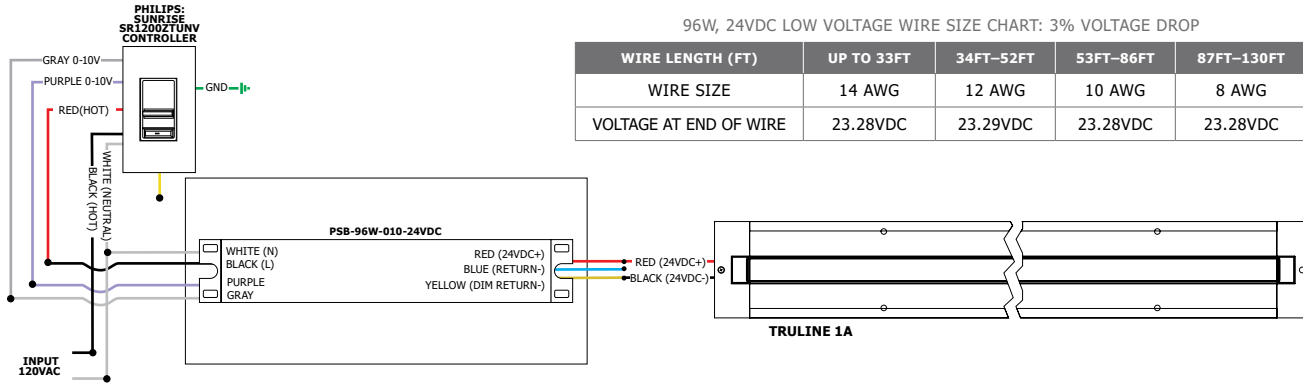 PHILIPS:
SUNRISE
SR1200ZTUNV
CONTROLLER
GRAY 0-10V
PURPLE 0-10V
RED(HOT)
GND
WHITE (NEUTRAL)
BLACK (HOT)
INPUT
120VAC
96W, 24VDC LOW VOLTAGE WIRE SIZE CHART: 3% VOLTAGE DROP
WIRE LENGTH (FT) UP TO 33FT 34FT–52FT 53FT–86FT 87FT–130FT
WIRE SIZE 14 AWG 12 AWG 10 AWG 8 AWG
VOLTAGE AT END OF WIRE 23.28VDC 23.29VDC 23.28VDC 23.28VDC
PSB-96W-010-24VDC
WHITE (N)
BLACK (L)
PURPLE
GRAY
RED (24VDC+)
BLUE (RETURN-)
YELLOW (DIM RETURN-)
RED (24VDC+)
BLACK (24VDC-)
TRULINE 1A